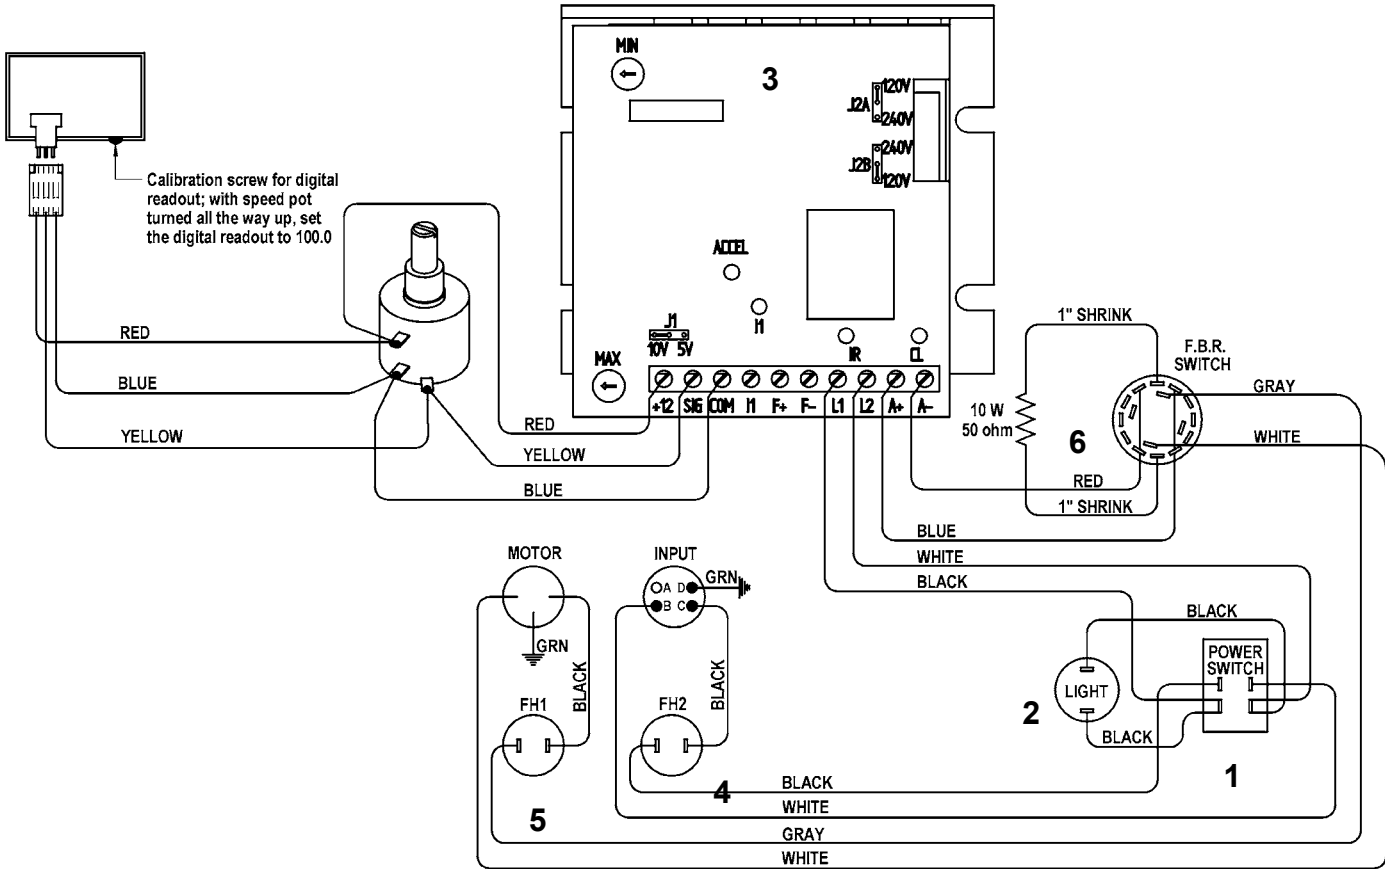 MIN
3
120V
J2A
240V
240V
J2B
120V
Calibration screw for digital
readout; with speed pot
turned all the way up, set
the digital readout to 100.0
ACCEL
I1
J1
10V 5V
IR
CL
MAX
+12 SIG COM I1 F+ F- L1 L2 A+ A-
RED
BLUE
YELLOW
RED
YELLOW
BLUE
1" SHRINK
F.B.R.
SWITCH
GRAY
10 W
50 ohm
6
WHITE
RED
1" SHRINK
BLUE
WHITE
BLACK
MOTOR
INPUT
A D
B C
GRN
GRN
BLACK
BLACK
FH1
FH2
BLACK
POWER
SWITCH
LIGHT
2
BLACK
1
BLACK
4
WHITE
5
GRAY
WHITE